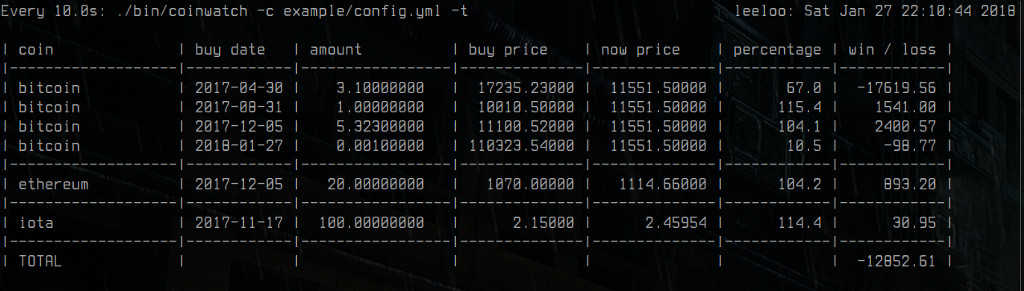 Every 10.0s: ./bin/coinwatch -c example/config.yml -t leeloo: Sat Jan 27 22:10:44 2018
| coin | buy date | amount | buy price | now price | percentage | win / loss |
|------------------|-----------|---------------|------------|------------|-----------|-----------|
| bitcoin | 2017-04-30 | 3.10000000 | 17235.23000 | 11551.50000 | 67.0 | -17619.56 |
| bitcoin | 2017-09-31 | 1.00000000 | 10010.50000 | 11551.50000 | 115.4 | 1541.00 |
| bitcoin | 2017-12-05 | 5.32300000 | 11100.52000 | 11551.50000 | 104.1 | 2400.57 |
| bitcoin | 2018-01-27 | 0.00100000 | 110323.54000 | 11551.50000 | 10.5 | -98.77 |
|------------------|-----------|---------------|------------|------------|-----------|-----------|
| ethereum | 2017-12-05 | 20.00000000 | 1070.00000 | 1114.66000 | 104.2 | 893.20 |
|------------------|-----------|---------------|------------|------------|-----------|-----------|
| iota | 2017-11-17 | 100.00000000 | 2.15000 | 2.45954 | 114.4 | 30.95 |
|------------------|-----------|---------------|------------|------------|-----------|-----------|
| TOTAL | | | | | | -12852.61 |